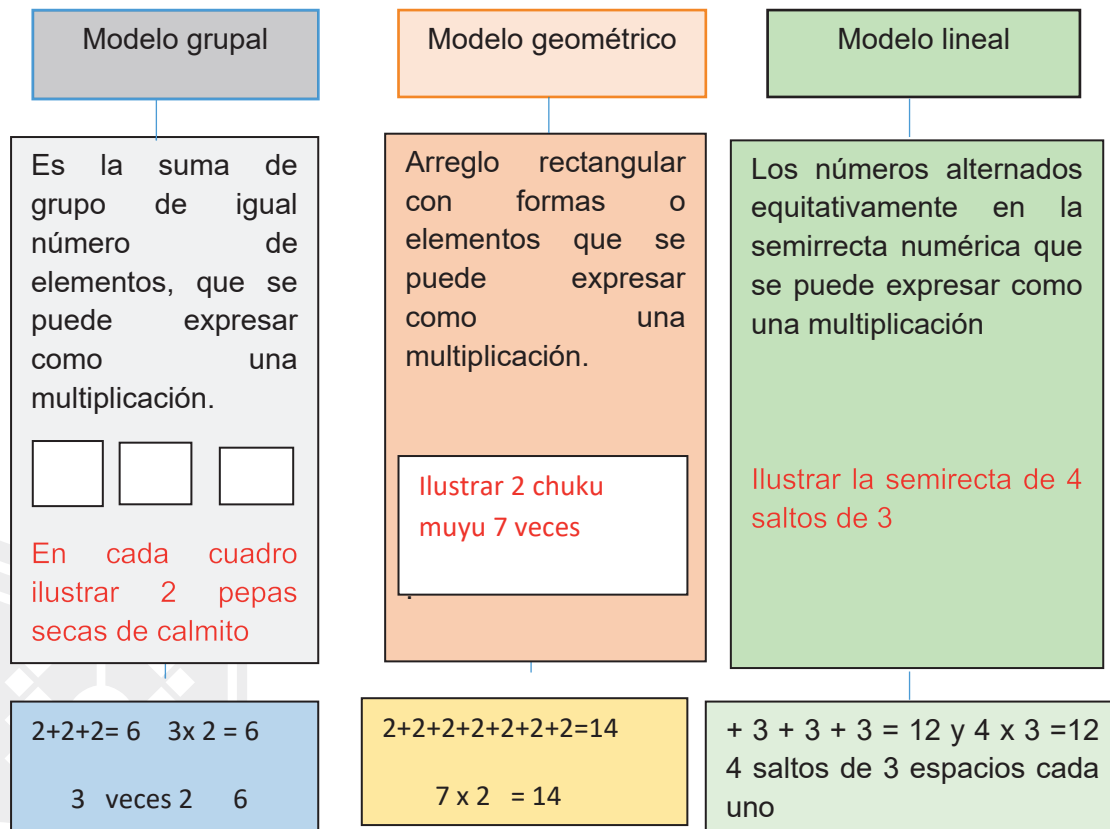 Modelo grupal
Es la suma de
grupo de igual
número de
elementos, que se
puede expresar
como una
multiplicación.
En cada cuadro
ilustrar 2 pepas
secas de calmito
2+2+2= 6 3x 2 = 6
3 veces 2 6
Modelo geométrico
Arreglo rectangular
con formas o
elementos que se
puede expresar
como una
multiplicación.
Ilustrar 2 chuku
muyu 7 veces
.
2+2+2+2+2+2+2=14
7 x 2 = 14
Modelo lineal
Los números alternados
equitativamente en la
semirrecta numérica que
se puede expresar como
una multiplicación
Ilustrar la semirecta de 4
saltos de 3
+ 3 + 3 + 3 = 12 y 4 x 3 =12
4 saltos de 3 espacios cada
uno